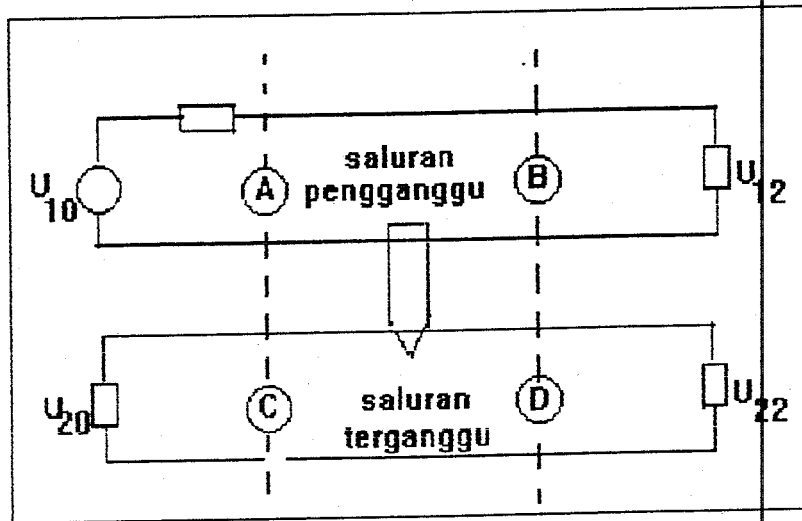 saluran
pengganggu
A
B
U10
U12
saluran
terganggu
C
D
U20
U22